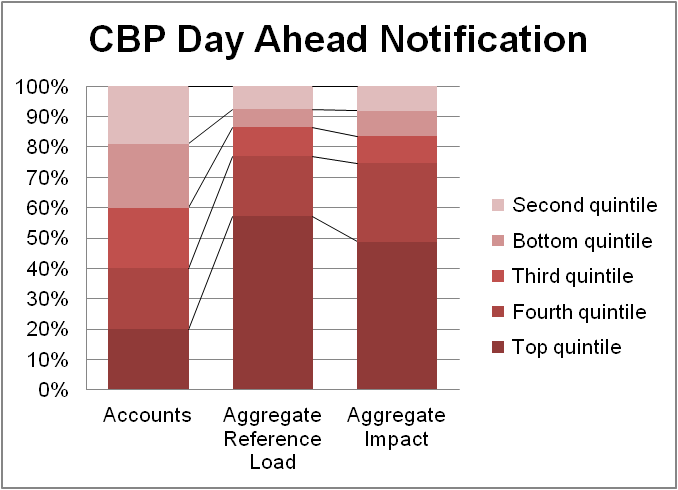 CBP Day Ahead Notification
100%
90%
80%
70%
60%
50%
40%
30%
20%
10%
0%
Accounts
Aggregate
Reference
Load
Aggregate
Impact
Second quintile
Bottom quintile
Third quintile
Fourth quintile
Top quintile